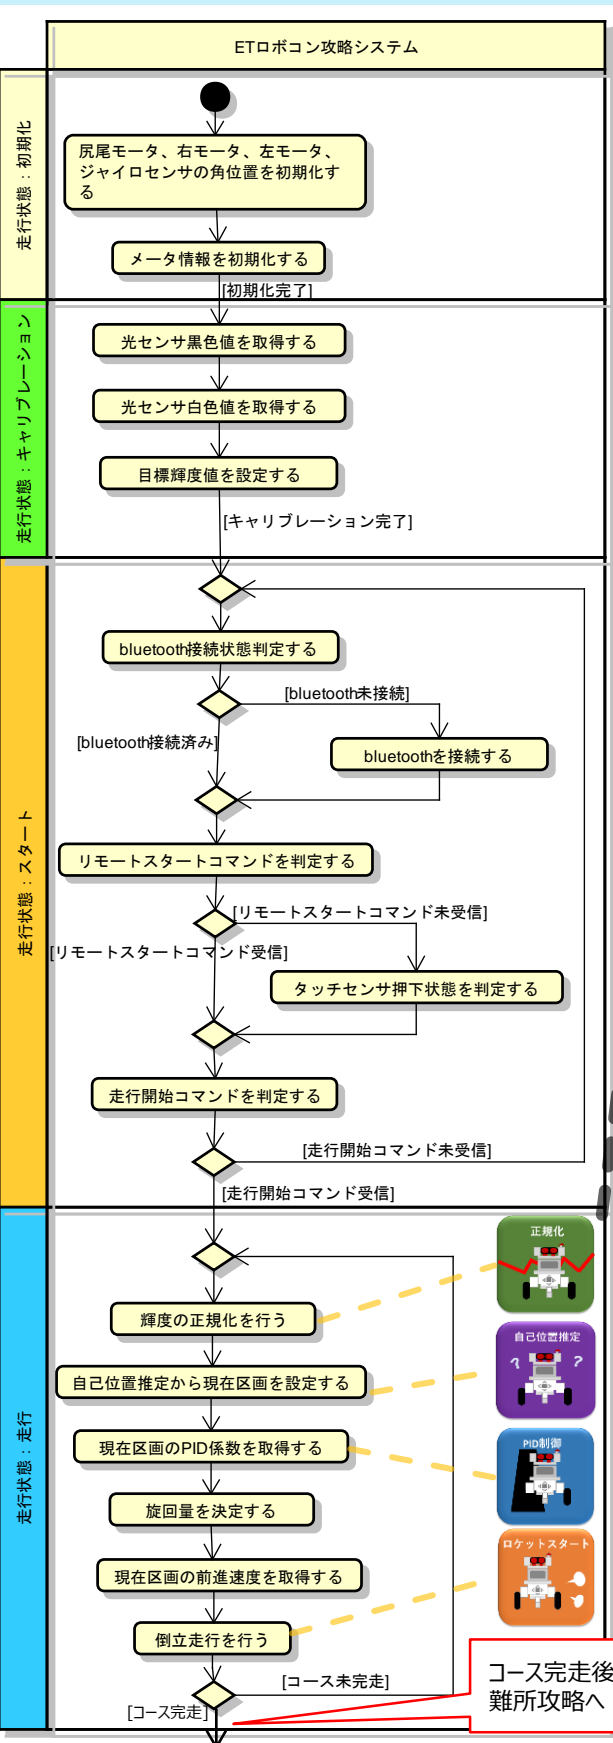 ETロボコン攻略システム
走行状態：初期化
尻尾モータ、右モータ、左モータ、
ジャイロセンサの角位置を初期化す
る
メータ情報を初期化する
[初期化完了]
走行状態：キャリブレーション
光センサ黒色値を取得する
光センサ白色値を取得する
目標輝度値を設定する
[キャリブレーション完了]
走行状態：スタート
bluetooth接続状態判定する
[bluetooth未接続]
[bluetooth接続済み]
bluetoothを接続する
リモートスタートコマンドを判定する
[リモートスタートコマンド未受信]
[リモートスタートコマンド受信]
タッチセンサ押下状態を判定する
走行開始コマンドを判定する
[走行開始コマンド未受信]
[走行開始コマンド受信]
走行状態：走行
正規化
輝度の正規化を行う
自己位置推定
? ?
自己位置推定から現在区画を設定する
PID制御
現在区画のPID係数を取得する
旋回量を決定する
ロケットスタート
現在区画の前進速度を取得する
倒立走行を行う
[コース未完走]
[コース完走]
コース完走後
難所攻略へ